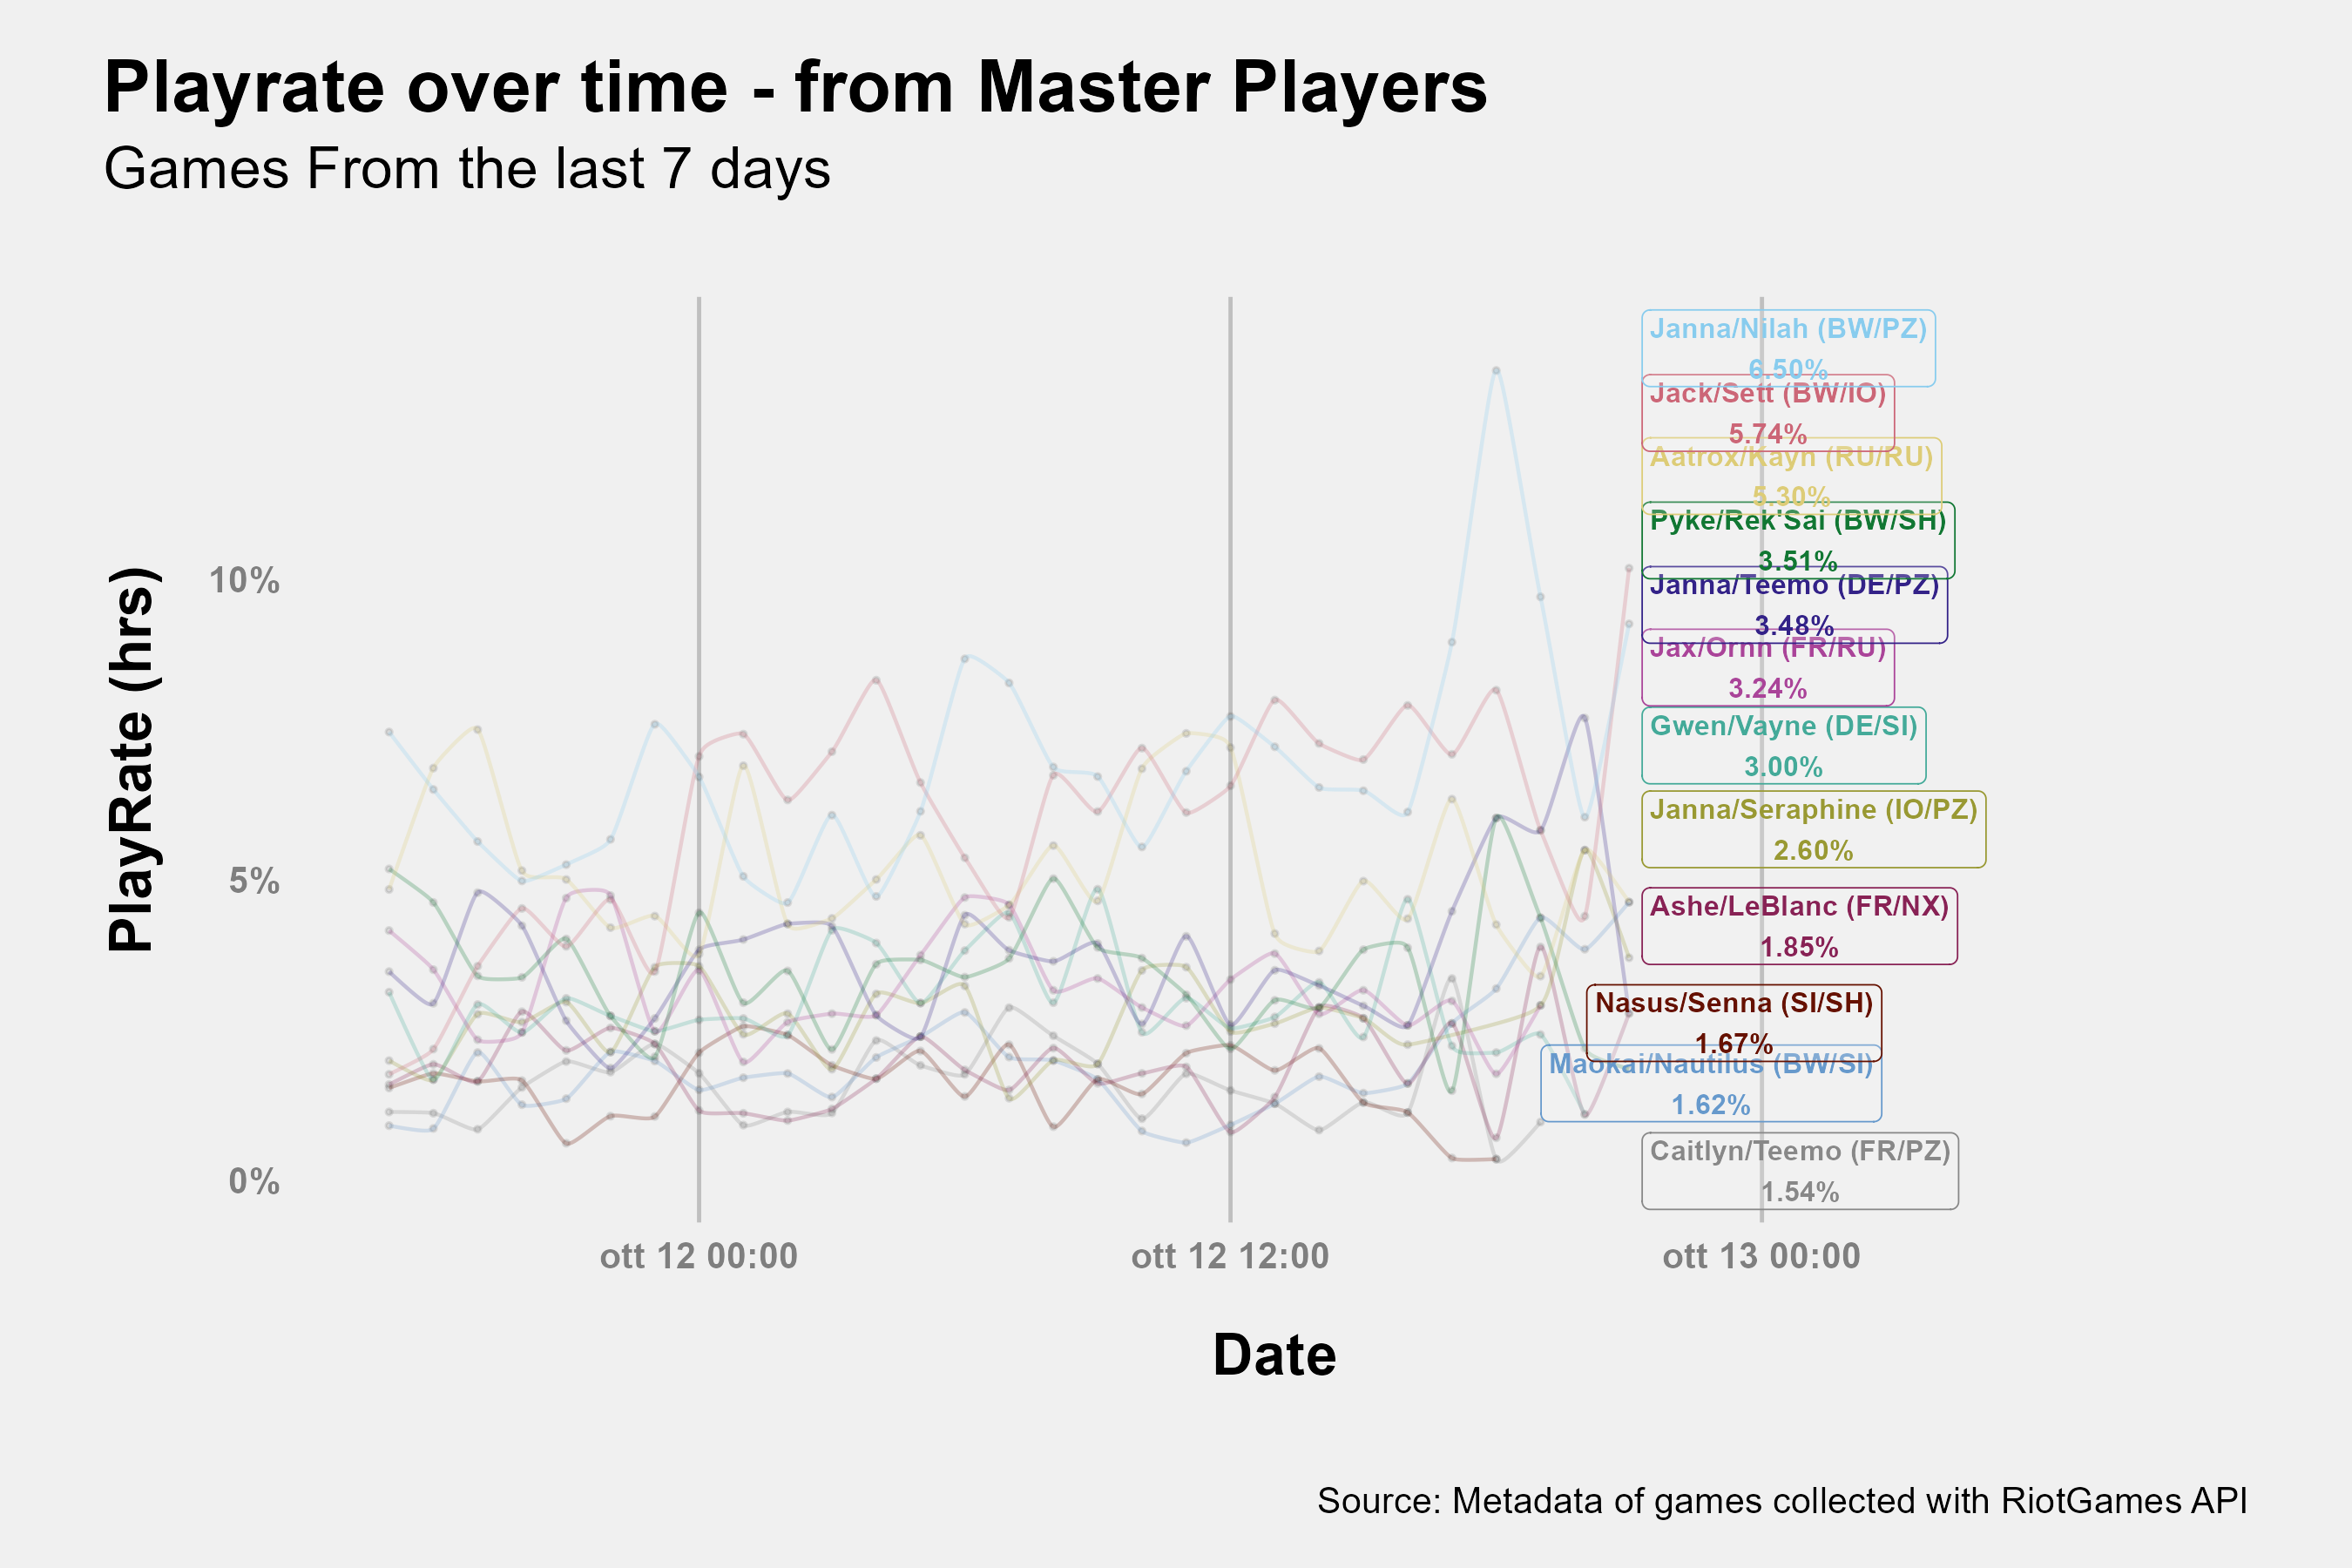 Playrate over time - from Master Players
Games From the last 7 days
PlayRate (hrs)
10%
5%
0%
Janna/Nilah (BW/PZ)
6.50%
Jack/Sett (BW/IO)
5.74%
Aatrox/Kayn (RU/RU)
5.30%
Pyke/Rek'Sai (BW/SH)
3.51%
Janna/Teemo (DE/PZ)
3.48%
Jax/Ornn (FR/RU)
3.24%
Gwen/Vayne (DE/SI)
3.00%
Janna/Seraphine (IO/PZ)
2.60%
Ashe/LeBlanc (FR/NX)
1.85%
Nasus/Senna (SI/SH)
1.67%
Maokai/Nautilus (BW/SI)
1.62%
Caitlyn/Teemo (FR/PZ)
1.54%
ott 12 00:00
ott 12 12:00
ott 13 00:00
Date
Source: Metadata of games collected with RiotGames API